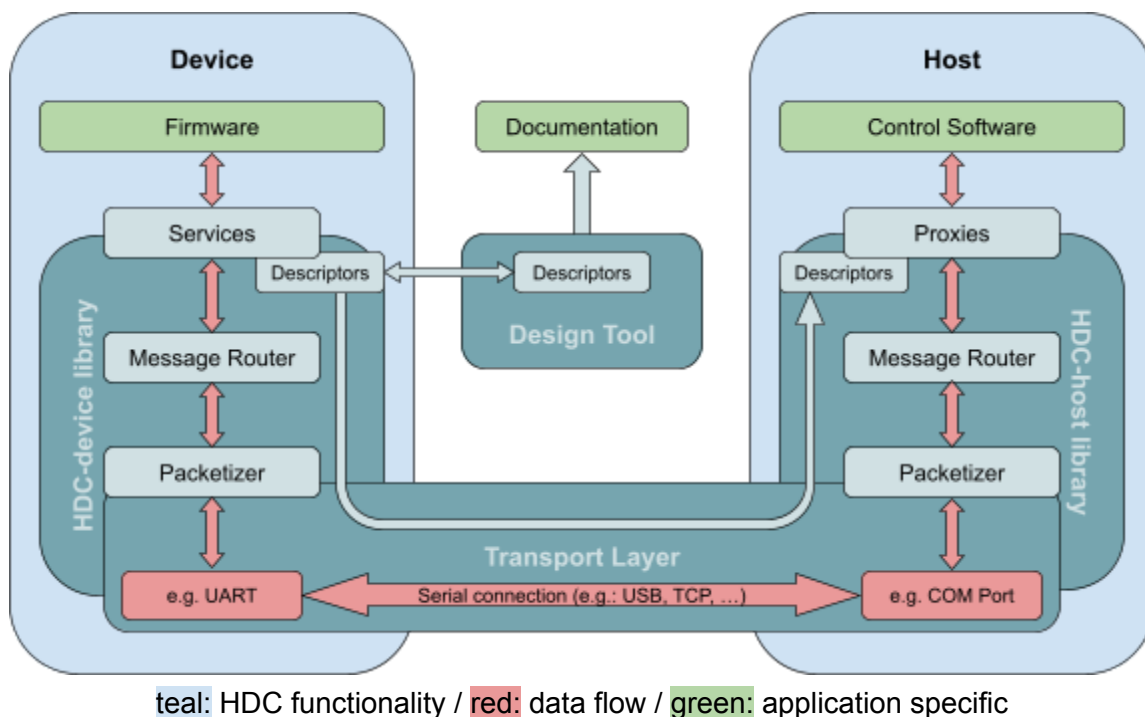 Device
Host
Firmware
Documentation
Control Software
Services
Proxies
Descriptors
Descriptors
Descriptors
Design Tool
HDC-device library
HDC-host library
Message Router
Message Router
Packetizer
Packetizer
Transport Layer
e.g. UART
Serial connection (e.g.: USB, TCP, ...)
e.g. COM Port
teal: HDC functionality / red: data flow / green: application specific